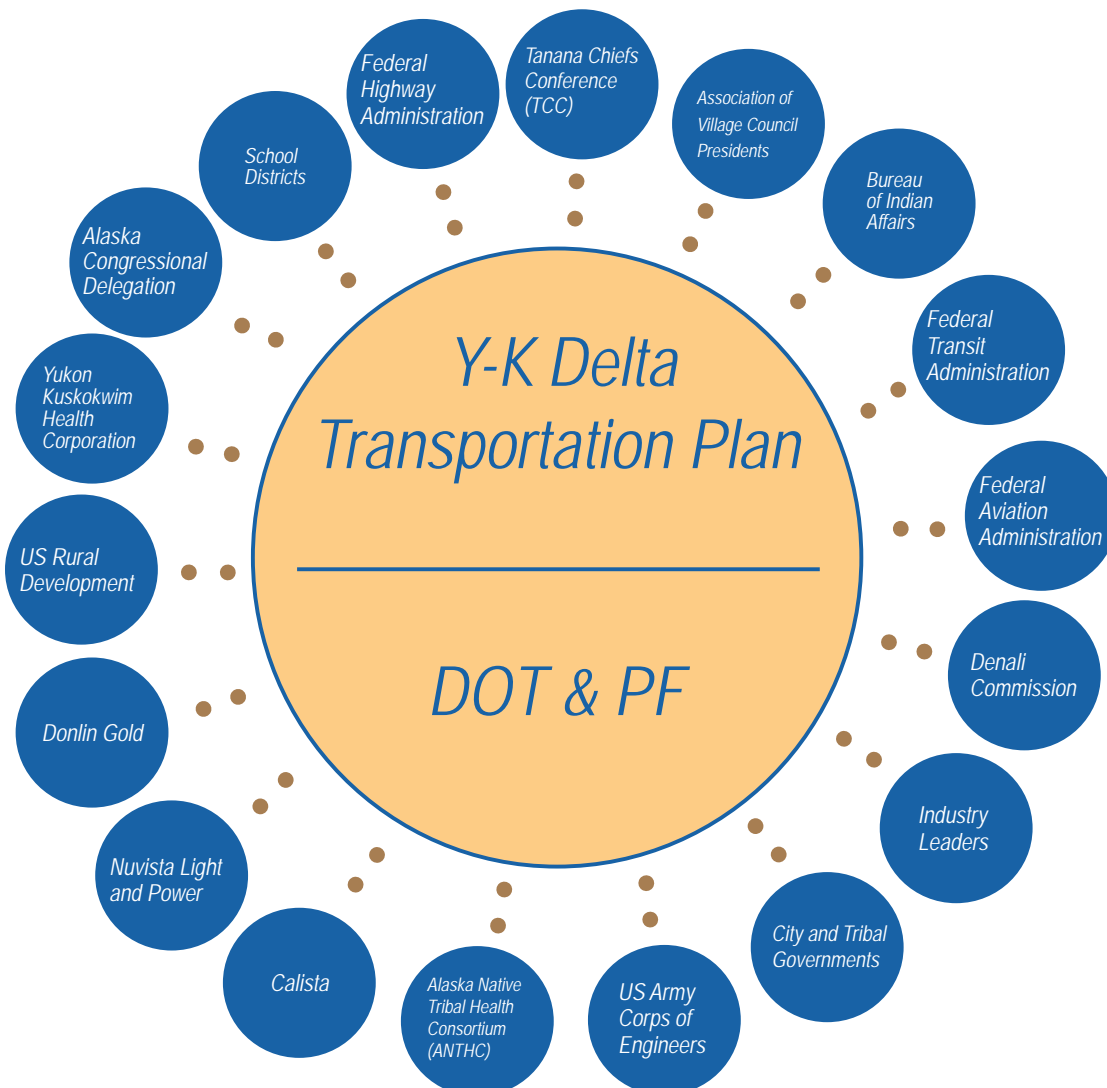 Federal
Highway
Administration
Tanana Chiefs
Conference
(TCC)
Association of
Village Council
Presidents
Bureau
of Indian
Affairs
Federal
Transit
Administration
Federal
Aviation
Administration
Denali
Commission
Industry
Leaders
City and Tribal
Governments
US Army
Corps of
Engineers
Alaska Native
Tribal Health
Consortium
(ANTHC)
Calista
Nuvista Light
and Power
Donlin Gold
US Rural
Development
Yukon
Kuskokwim
Health
Corporation
Alaska
Congressional
Delegation
School
Districts
Y-K Delta
Transportation Plan
DOT & PF